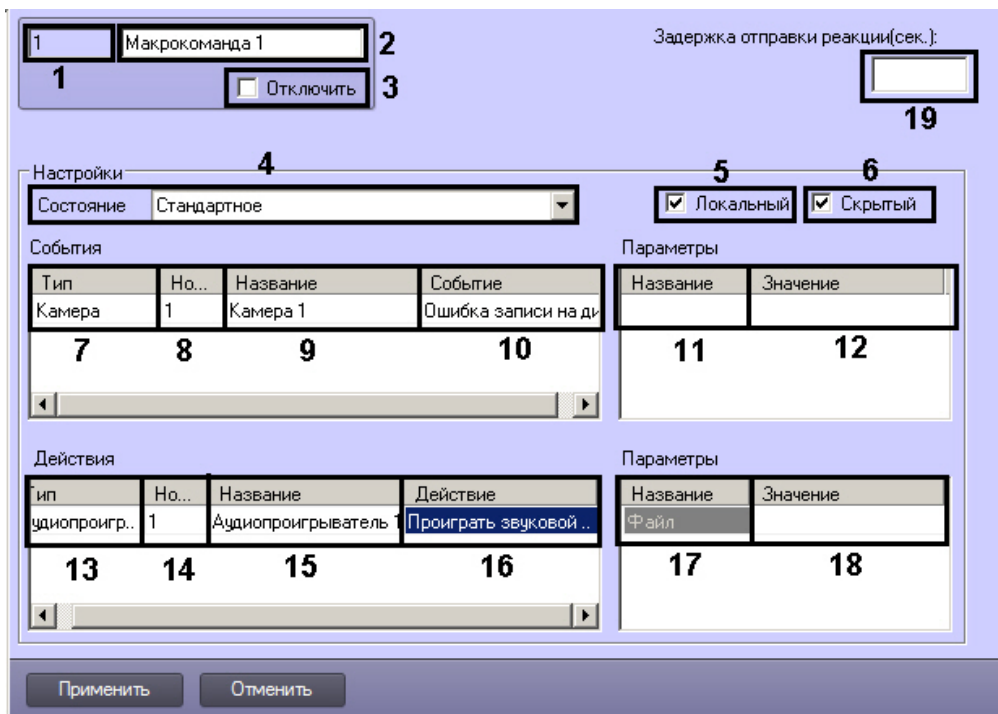 1 Макрокоманда 1 2 Задержка отправки реакции(сек.):
1 Отключить 3
19
Настройки 4 5 6
Состояние Стандартное Локальный Скрытый
События Параметры
Тип Но... Название Событие Название Значение
Камера 1 Камера 1 Ошибка записи на ди
7 8 9 10 11 12
Действия Параметры
Тип Но... Название Действие Название Значение
удиопроигр.. 1 Аудиопроигрыватель 1 Проиграть звуковой .. Файл
13 14 15 16 17 18
Применить Отменить